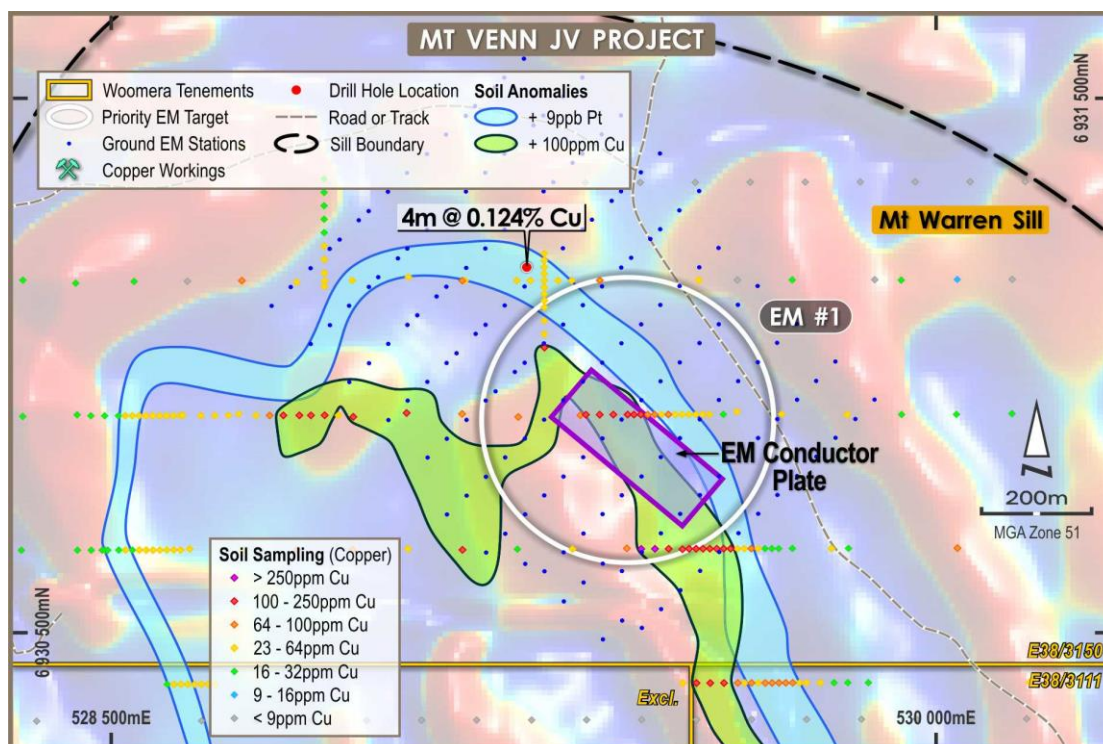 MT VENN JV PROJECT
Woomera Tenements
Priority EM Target
Ground EM Stations
Copper Workings
Drill Hole Location
Road or Track
Sill Boundary
Soil Anomalies
+ 9ppb Pt
+ 100ppm Cu
6 931 500mN
4m @ 0.124% Cu
Mt Warren Sill
EM #1
EM Conductor
Plate
N
200m
MGA Zone 51
Soil Sampling (Copper)
> 250ppm Cu
100 - 250ppm Cu
64 - 100ppm Cu
23 - 64ppm Cu
16 - 32ppm Cu
9 - 16ppm Cu
< 9ppm Cu
6 930 500mN
E38/3150
E38/3111
Excl.
528 500mE
530 000mE